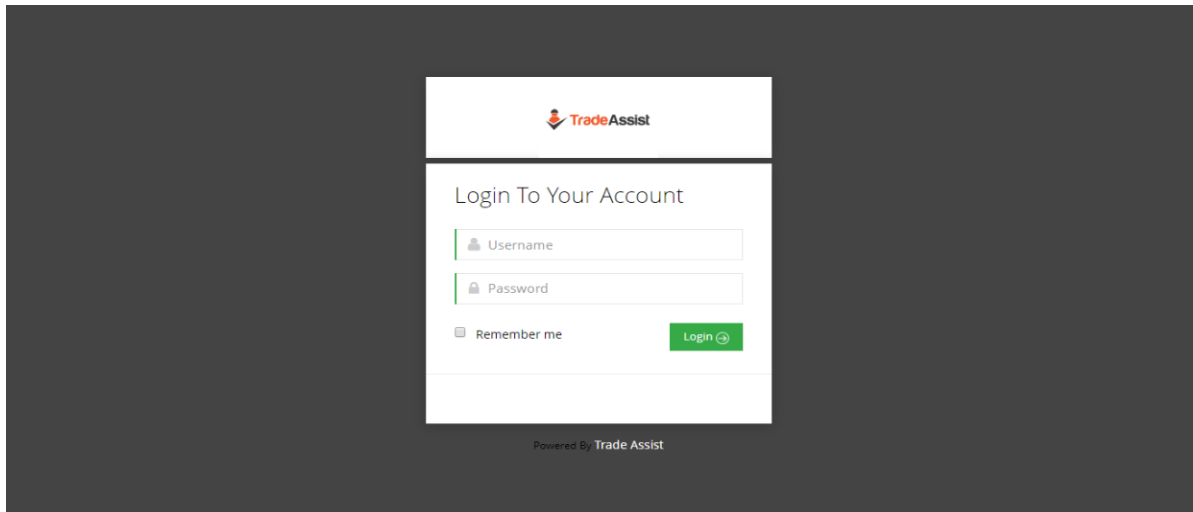 TradeAssist
Login To Your Account
Username
Password
Remember me
Login
Powered By Trade Assist